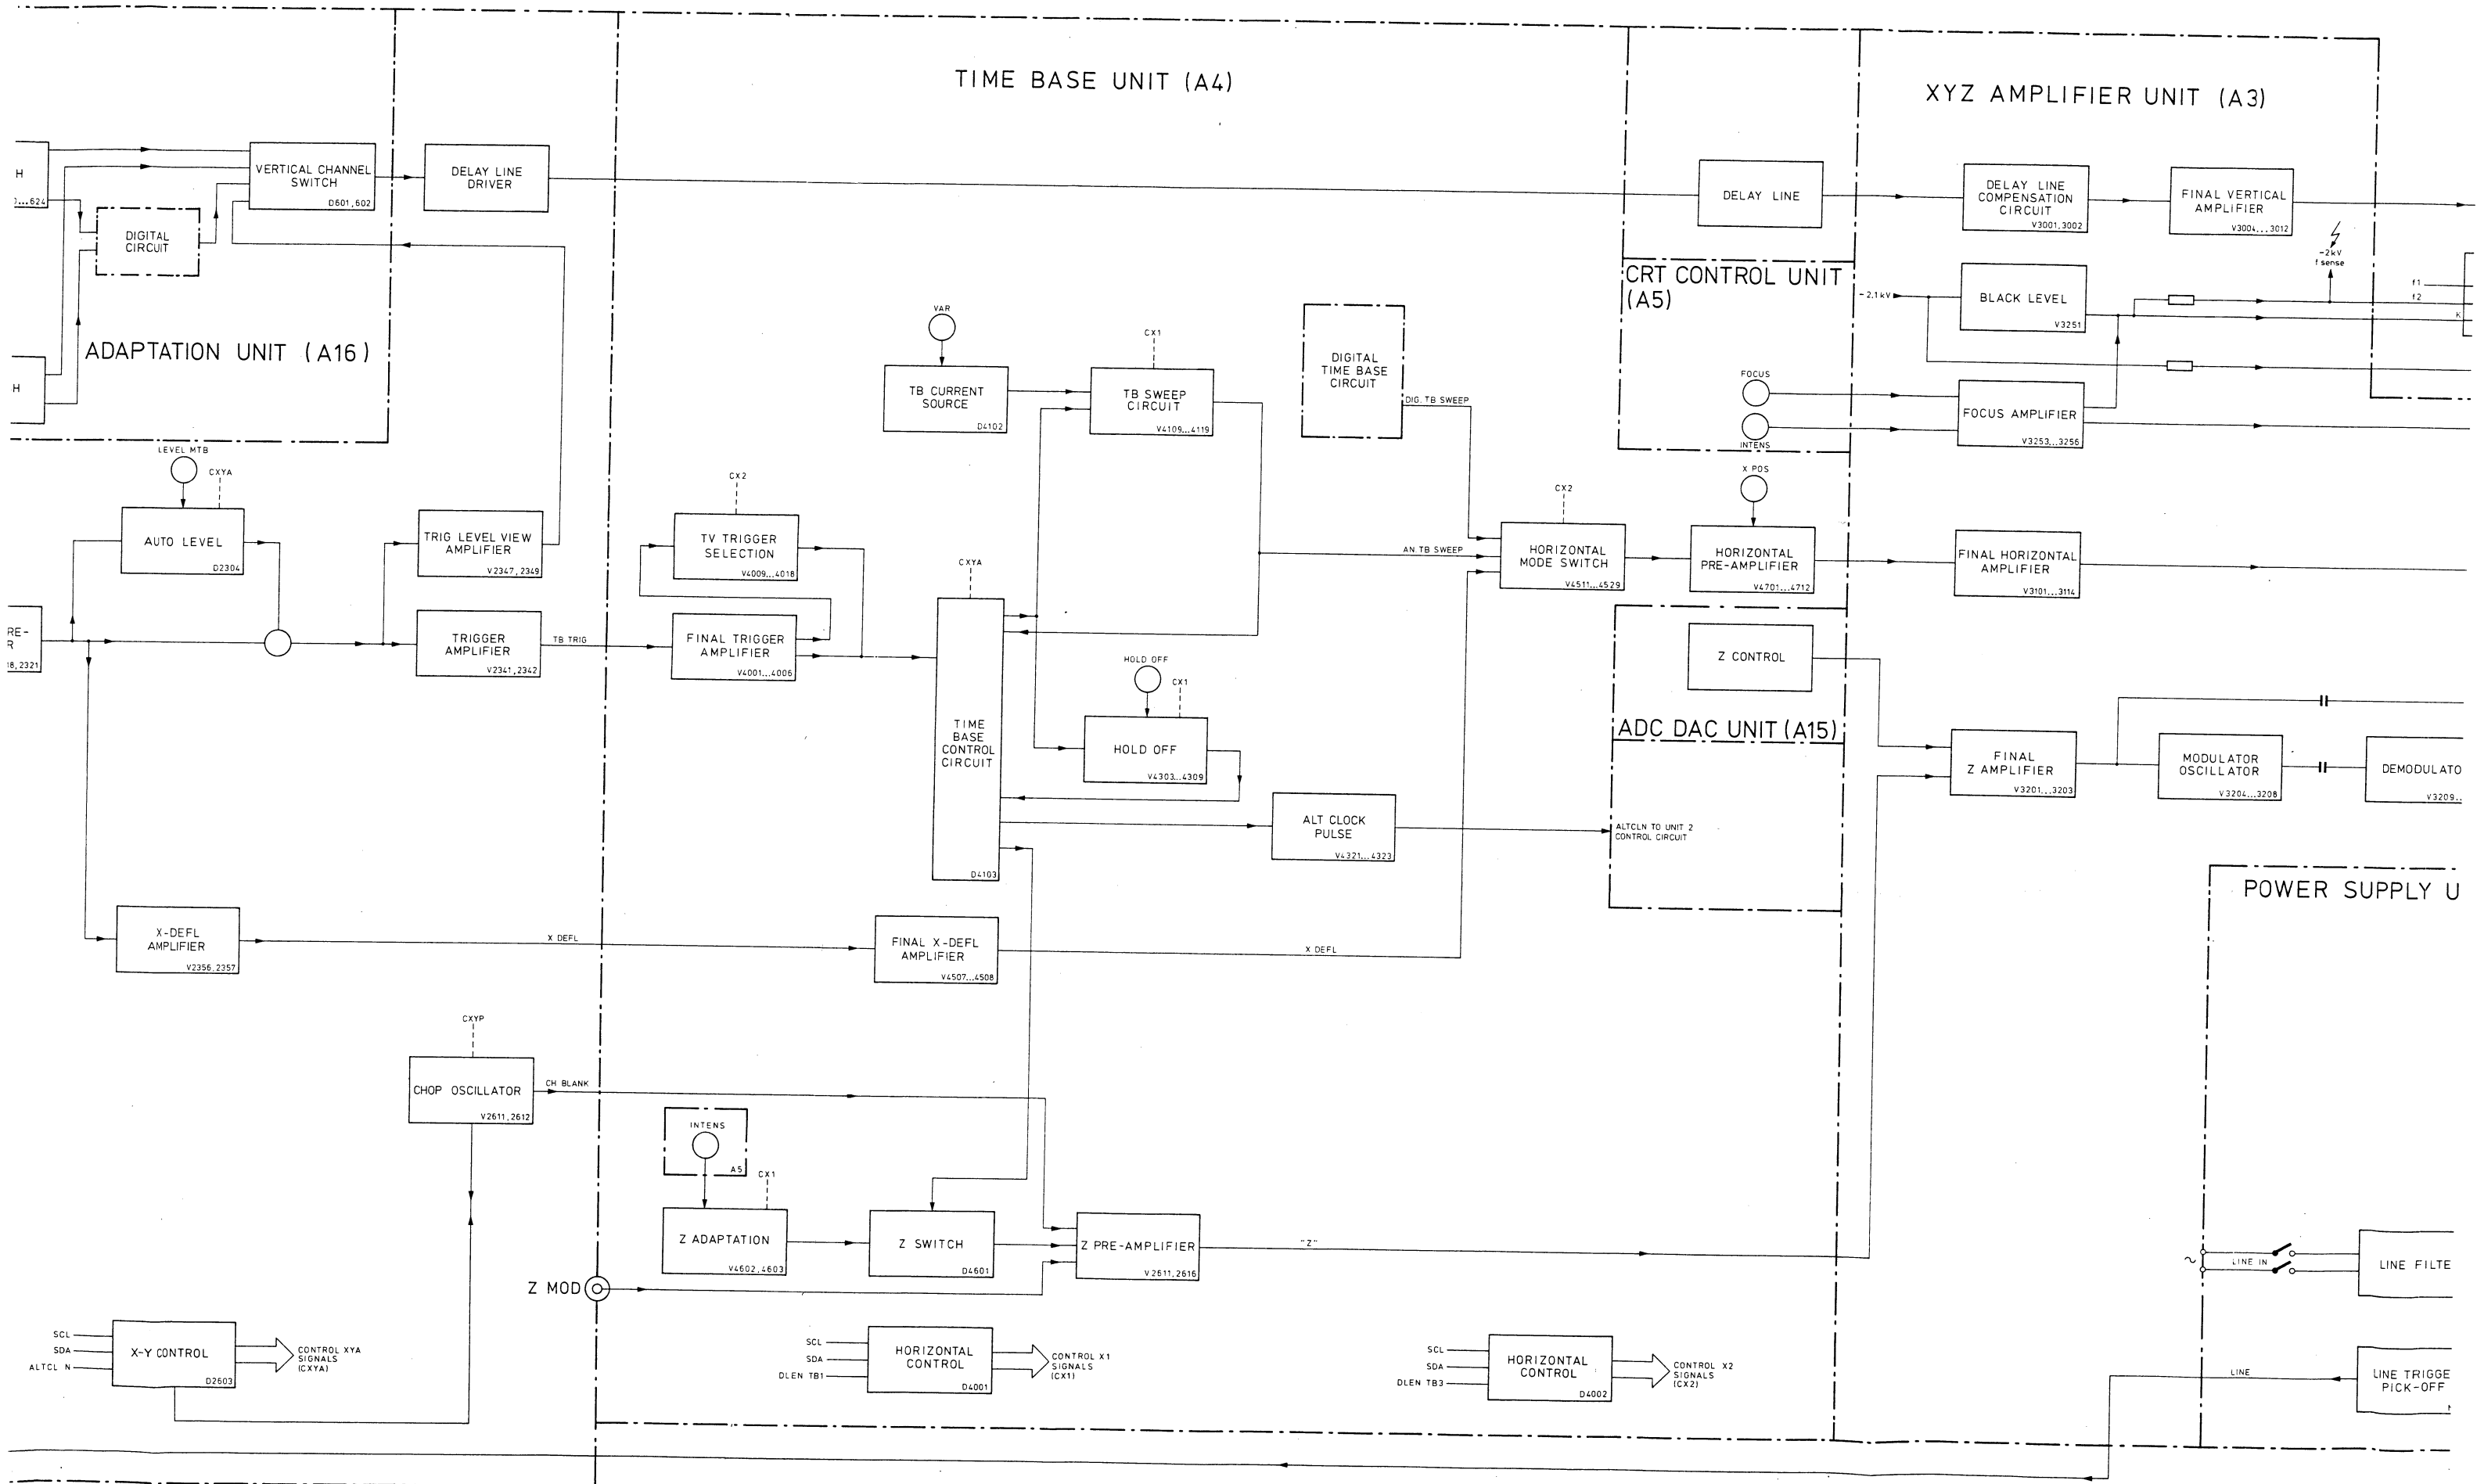 TIME BASE UNIT (A4)
XYZ AMPLIFIER UNIT (A3)
H
...624
VERTICAL CHANNEL
SWITCH
D601,602
DELAY LINE
DRIVER
DIGITAL
CIRCUIT
DELAY LINE
DELAY LINE
COMPENSATION
CIRCUIT
V3001,3002
FINAL VERTICAL
AMPLIFIER
V3004...3012
-2kV
f sense
CRT CONTROL UNIT
(A5)
-2.1 kV
BLACK LEVEL
V3251
f1
f2
K
H
ADAPTATION UNIT (A16)
VAR
TB CURRENT
SOURCE
D4102
CX1
TB SWEEP
CIRCUIT
V4109...4119
DIGITAL
TIME BASE
CIRCUIT
DIG. TB SWEEP
FOCUS
INTENS
FOCUS AMPLIFIER
V3253...3256
LEVEL MTB
CXYA
AUTO LEVEL
D2304
TRIG LEVEL VIEW
AMPLIFIER
V2347,2349
CX2
TV TRIGGER
SELECTION
V4009...4018
AN TB SWEEP
CX2
HORIZONTAL
MODE SWITCH
V4511...4529
X POS
HORIZONTAL
PRE-AMPLIFIER
V4701...4712
FINAL HORIZONTAL
AMPLIFIER
V3101...3114
RE-
R
18,2321
TRIGGER
AMPLIFIER
V2341,2342
TB TRIG
FINAL TRIGGER
AMPLIFIER
V4001...4006
CXYA
TIME
BASE
CONTROL
CIRCUIT
D4103
HOLD OFF
CX1
HOLD OFF
V4303...4309
Z CONTROL
ADC DAC UNIT (A15)
ALT CLOCK
PULSE
V4321...4323
ALTCLN TO UNIT 2
CONTROL CIRCUIT
FINAL
Z AMPLIFIER
V3201...3203
MODULATOR
OSCILLATOR
V3204...3208
DEMODULATO
V3209..
POWER SUPPLY U
X-DEFL
AMPLIFIER
V2356,2357
X DEFL
FINAL X-DEFL
AMPLIFIER
V4507...4508
X DEFL
CXYP
CHOP OSCILLATOR
V2611,2612
CH BLANK
INTENS
A5
CX1
Z ADAPTATION
V4602,4603
Z SWITCH
D4601
Z PRE-AMPLIFIER
V2611,2616
"Z"
Z MOD
~
LINE IN
LINE FILTE
SCL
SDA
ALTCL N
X-Y CONTROL
D2603
CONTROL XYA
SIGNALS
(CXYA)
SCL
SDA
DLEN TB1
HORIZONTAL
CONTROL
D4001
CONTROL X1
SIGNALS
(CX1)
SCL
SDA
DLEN TB3
HORIZONTAL
CONTROL
D4002
CONTROL X2
SIGNALS
(CX2)
LINE
LINE TRIGGE
PICK-OFF